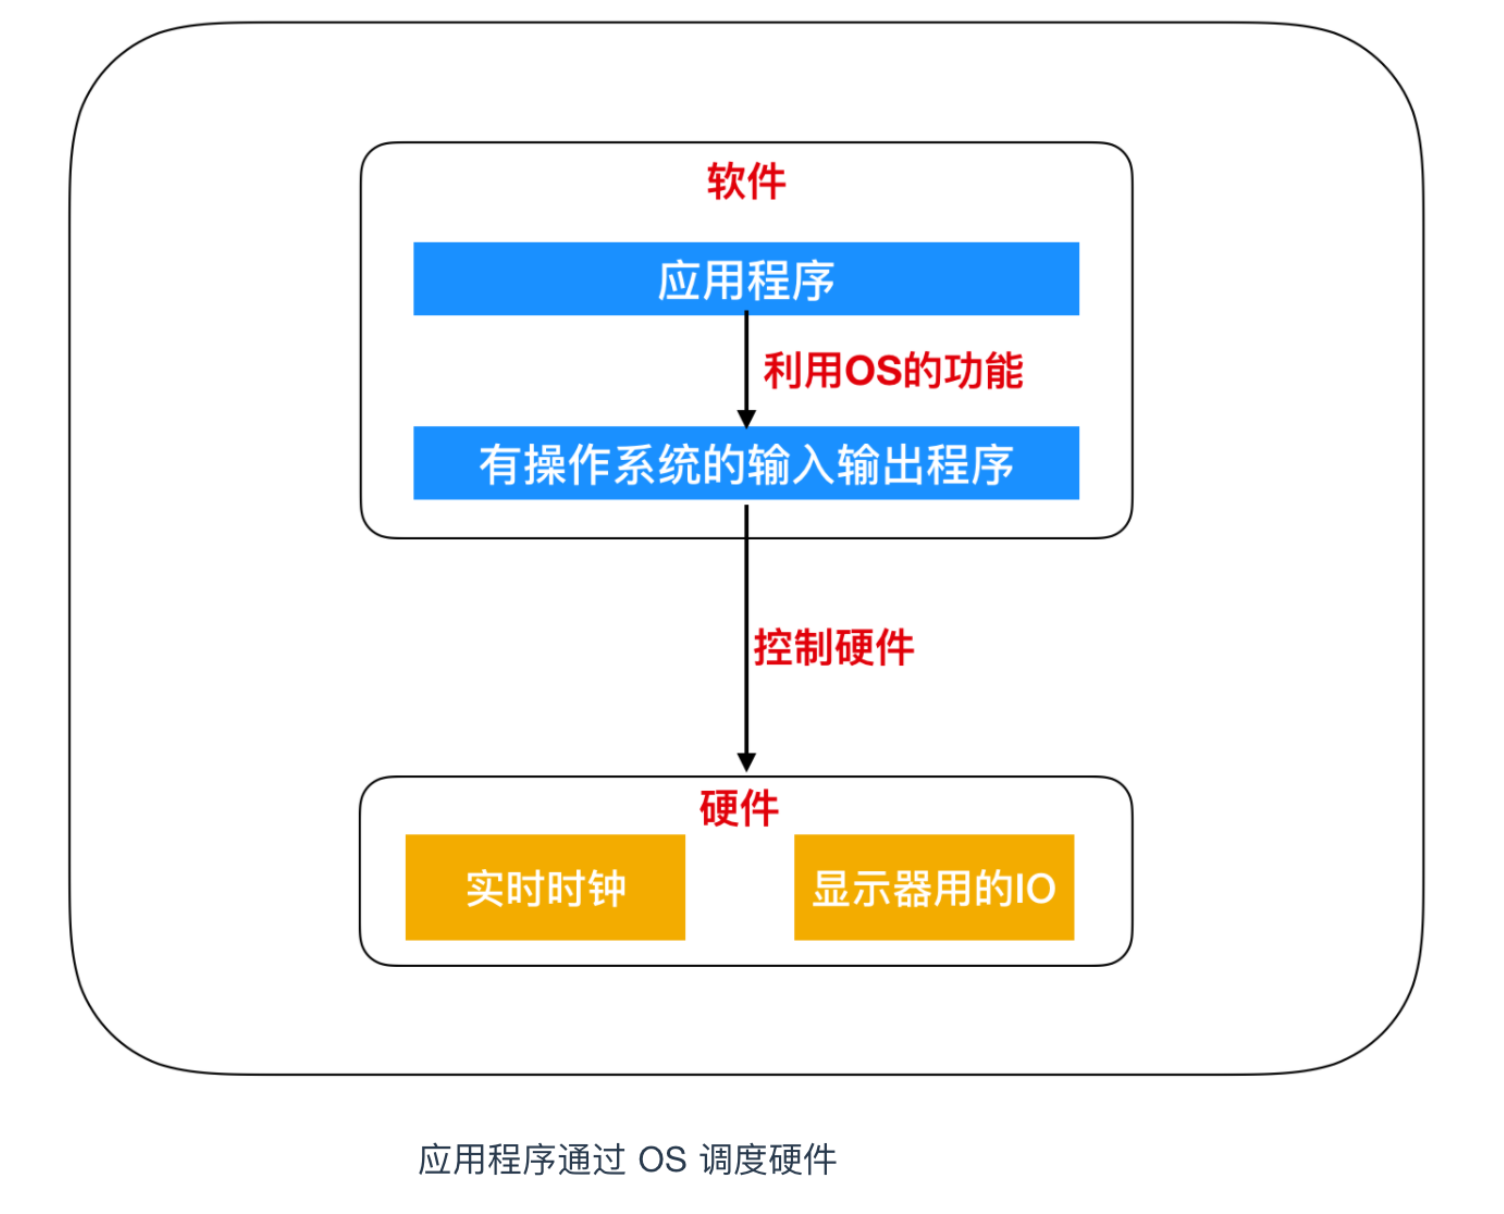 软件
应用程序
利用OS的功能
有操作系统的输入输出程序
控制硬件
硬件
实时时钟
显示器用的IO
应用程序通过 OS 调度硬件